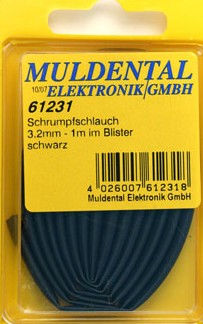 MULDENTAL
10/07 ELEKTRONIK/GMBH
61231
Schrumpfschlauch
3.2mm - 1m im Blister
schwarz
4 026007 612318
Muldental Elektronik GmbH